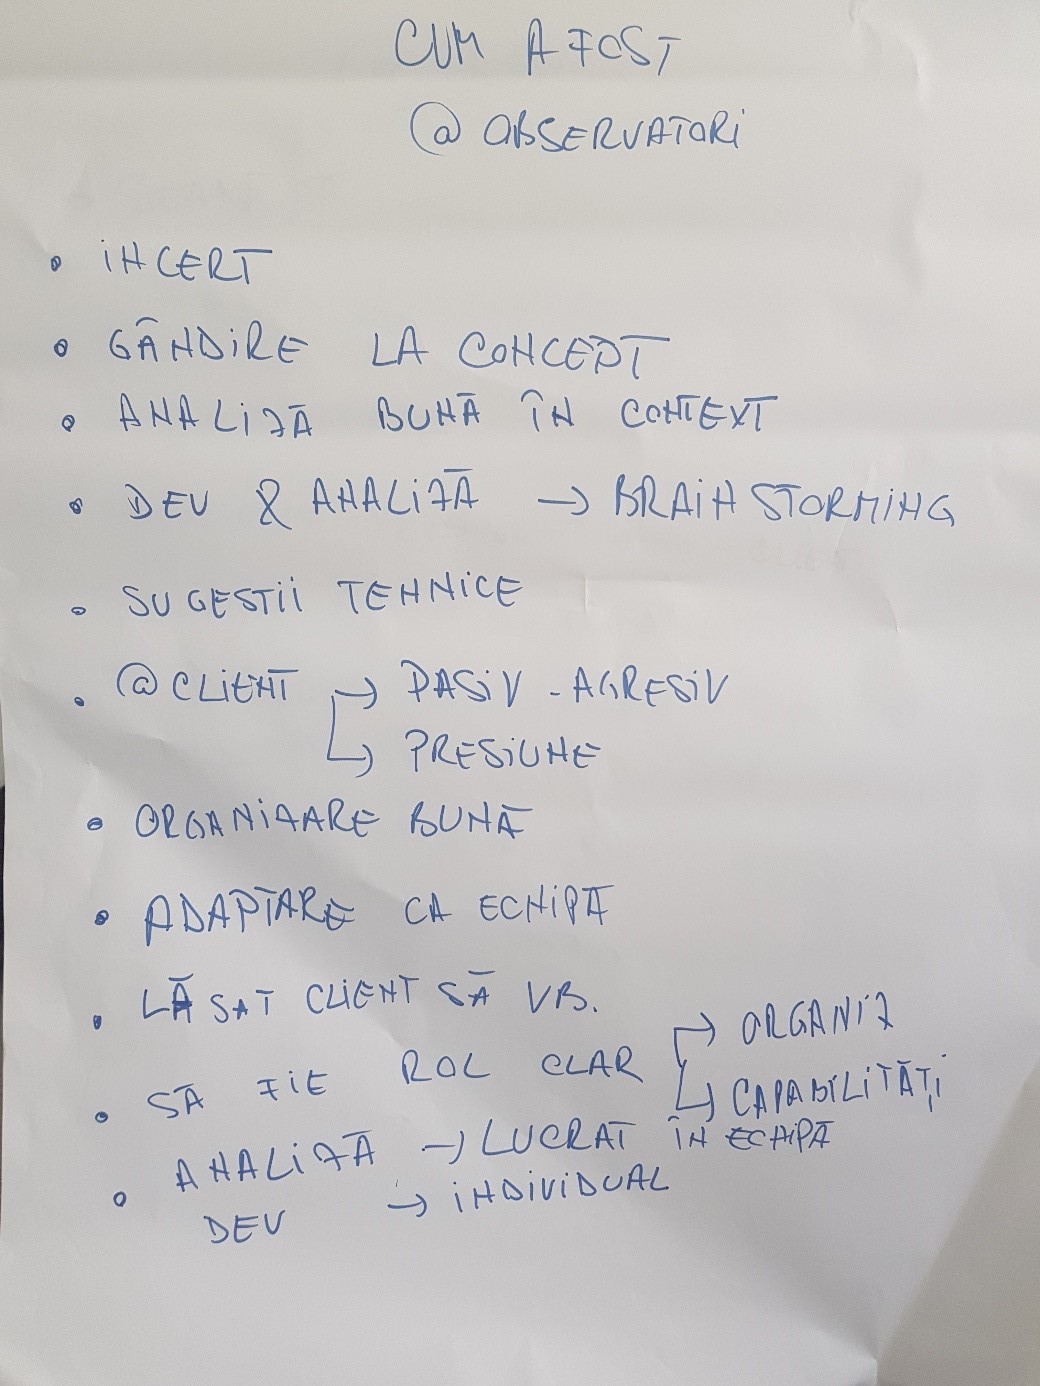 CUM A FOST
@ OBSERVATORI
• INCERT
• GÂNDIRE LA CONCEPT
• ANALIZĂ BUNĂ ÎN CONTEXT
• DEV & ANALIZĂ → BRAINSTORMING
• SUGESTII TEHNICE
• @CLIENT → PASIV - AGRESIV
↳ PRESIUNE
• ORGANIZARE BUNĂ
• ADAPTARE CA ECHIPĂ
• LĂSAT CLIENT SĂ VB.
• SĂ FIE ROL CLAR → ORGANIZ
↳ CAPABILITĂȚI
• ANALIZĂ → LUCRAT ÎN ECHIPĂ
DEV → INDIVIDUAL